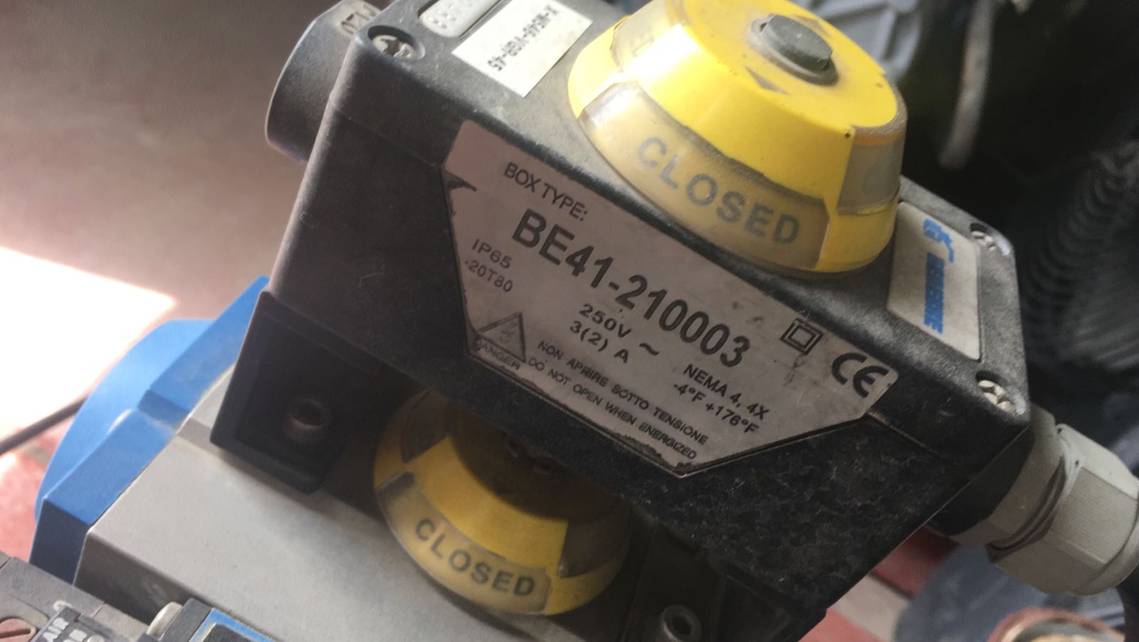 CLOSED
BOX TYPE:
BE41-210003
IP65
-20T80
250V ~
3(2) A
NEMA 4, 4X
-4°F +176°F
CE
DANGER
NON APRIRE SOTTO TENSIONE
DO NOT OPEN WHEN ENERGIZED
CLOSED